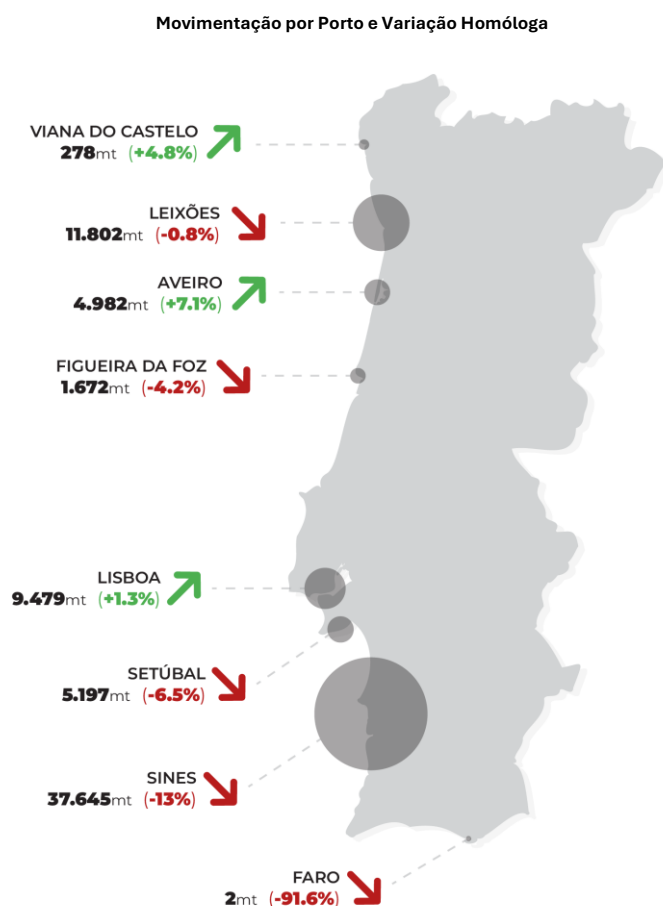 Movimentação por Porto e Variação Homóloga
VIANA DO CASTELO
278mt (+4.8%)
LEIXÕES
11.802mt (-0.8%)
AVEIRO
4.982mt (+7.1%)
FIGUEIRA DA FOZ
1.672mt (-4.2%)
LISBOA
9.479mt (+1.3%)
SETÚBAL
5.197mt (-6.5%)
SINES
37.645mt (-13%)
FARO
2mt (-91.6%)